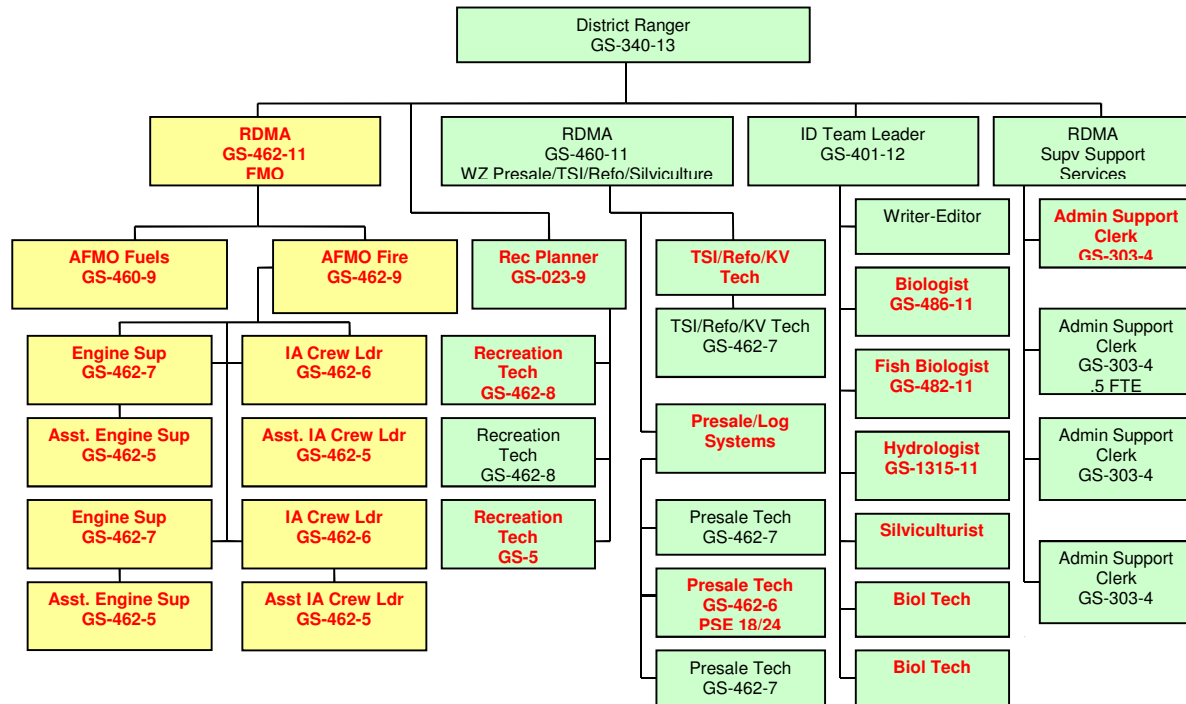 District Ranger
GS-340-13
RDMA
GS-462-11
FMO
RDMA
GS-460-11
WZ Presale/TSI/Refo/Silviculture
ID Team Leader
GS-401-12
RDMA
Supv Support
Services
AFMO Fuels
GS-460-9
AFMO Fire
GS-462-9
Engine Sup
GS-462-7
IA Crew Ldr
GS-462-6
Asst. Engine Sup
GS-462-5
Asst. IA Crew Ldr
GS-462-5
Engine Sup
GS-462-7
IA Crew Ldr
GS-462-6
Asst. Engine Sup
GS-462-5
Asst IA Crew Ldr
GS-462-5
Rec Planner
GS-023-9
Recreation
Tech
GS-462-8
Recreation
Tech
GS-462-8
Recreation
Tech
GS-5
TSI/Refo/KV
Tech
TSI/Refo/KV Tech
GS-462-7
Presale/Log
Systems
Presale Tech
GS-462-7
Presale Tech
GS-462-6
PSE 18/24
Presale Tech
GS-462-7
Writer-Editor
Biologist
GS-486-11
Fish Biologist
GS-482-11
Hydrologist
GS-1315-11
Silviculturist
Biol Tech
Biol Tech
Admin Support
Clerk
GS-303-4
Admin Support
Clerk
GS-303-4
.5 FTE
Admin Support
Clerk
GS-303-4
Admin Support
Clerk
GS-303-4